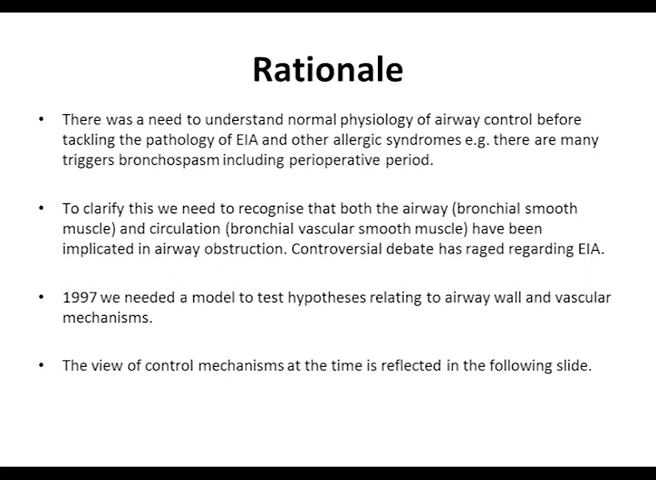 Rationale
• There was a need to understand normal physiology of airway control before
tackling the pathology of EIA and other allergic syndromes e.g. there are many
triggers bronchospasm including perioperative period.
• To clarify this we need to recognise that both the airway (bronchial smooth
muscle) and circulation (bronchial vascular smooth muscle) have been
implicated in airway obstruction. Controversial debate has raged regarding EIA.
• 1997 we needed a model to test hypotheses relating to airway wall and vascular
mechanisms.
• The view of control mechanisms at the time is reflected in the following slide.